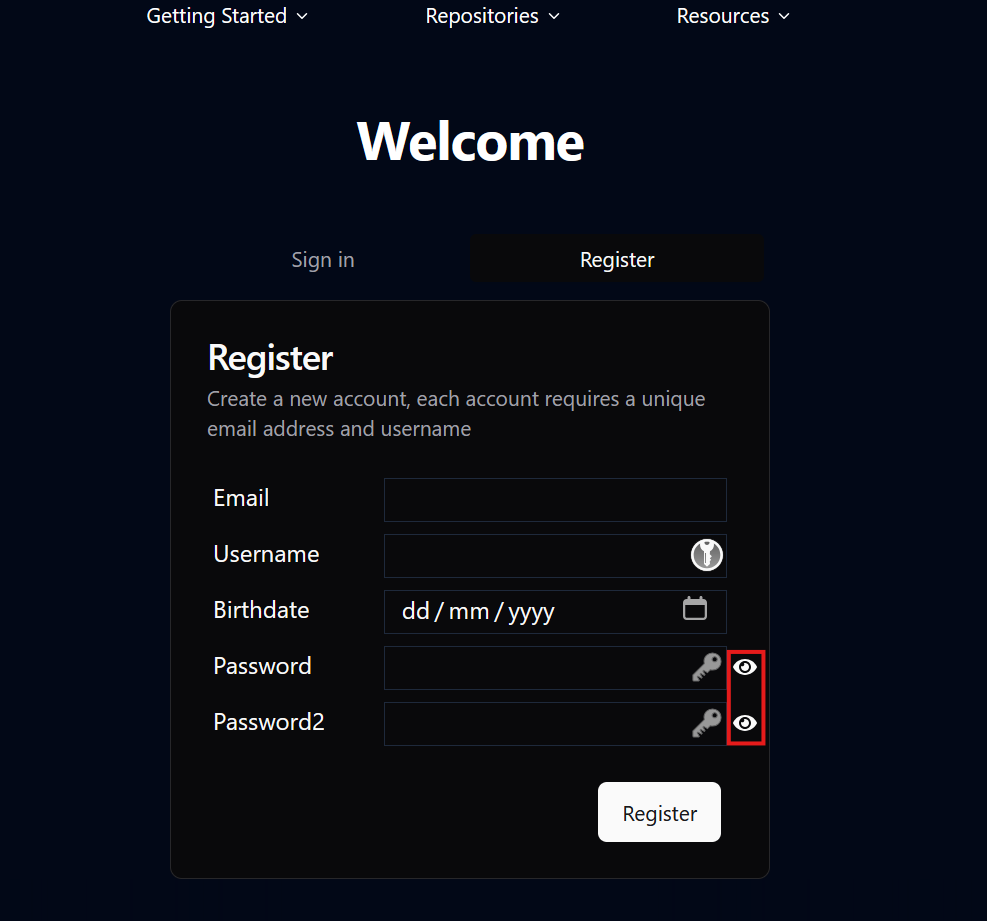 Getting Started Repositories Resources
Welcome
Sign in Register
Register
Create a new account, each account requires a unique
email address and username
Email
Username
Birthdate dd / mm / yyyy
Password
Password2
Register